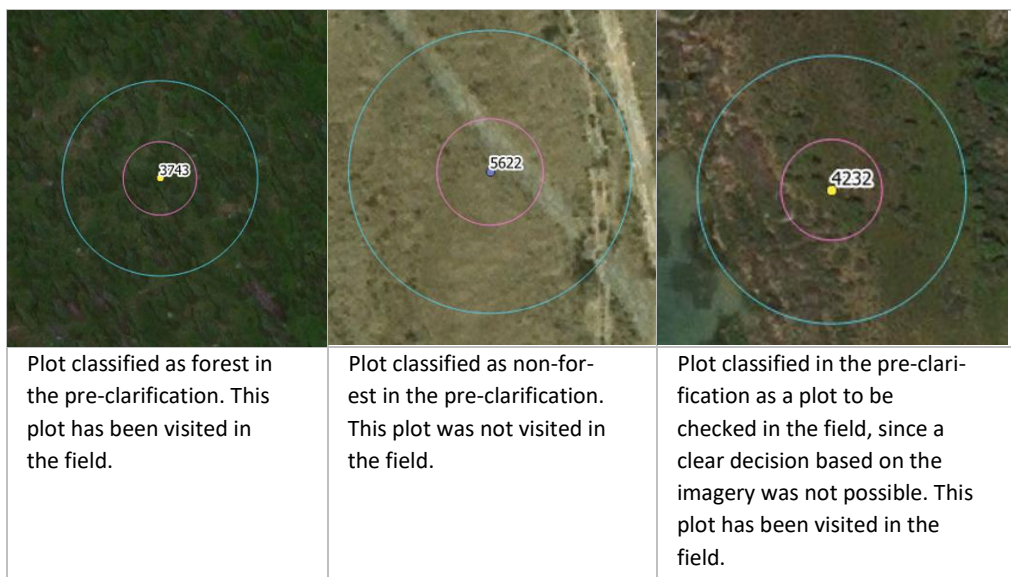 3743
5622
4232
Plot classified as forest in
the pre-clarification. This
plot has been visited in
the field.
Plot classified as non-for-
est in the pre-clarification.
This plot was not visited in
the field.
Plot classified in the pre-clari-
fication as a plot to be
checked in the field, since a
clear decision based on the
imagery was not possible. This
plot has been visited in the
field.